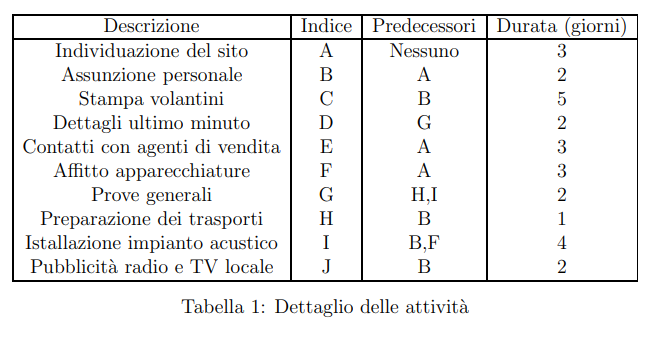 Descrizione Indice Predecessori Durata (giorni)
Individuazione del sito A Nessuno 3
Assunzione personale B A 2
Stampa volantini C B 5
Dettagli ultimo minuto D G 2
Contatti con agenti di vendita E A 3
Affitto apparecchiature F A 3
Prove generali G H,I 2
Preparazione dei trasporti H B 1
Istallazione impianto acustico I B,F 4
Pubblicità radio e TV locale J B 2
Tabella 1: Dettaglio delle attività